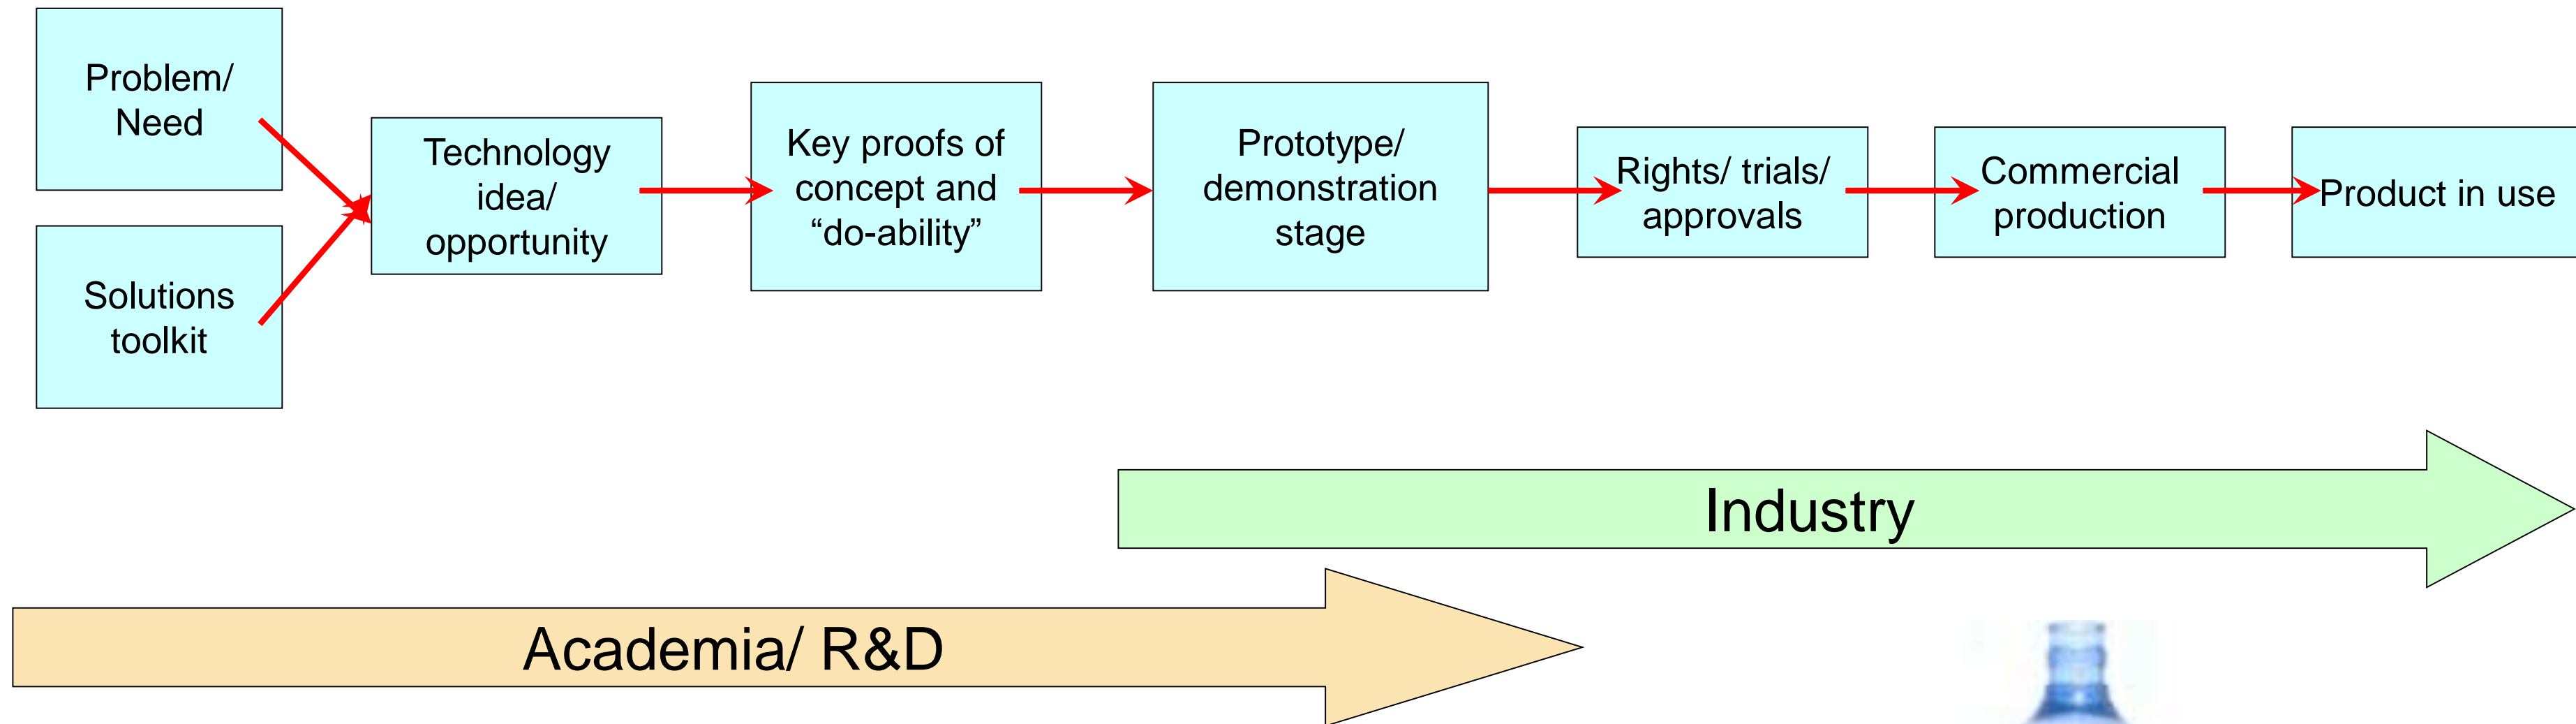 Problem/
Need
Solutions
toolkit
Technology
idea/
opportunity
Key proofs of
concept and
“do-ability”
Prototype/
demonstration
stage
Rights/ trials/
approvals
Commercial
production
Product in use
Industry
Academia/ R&D